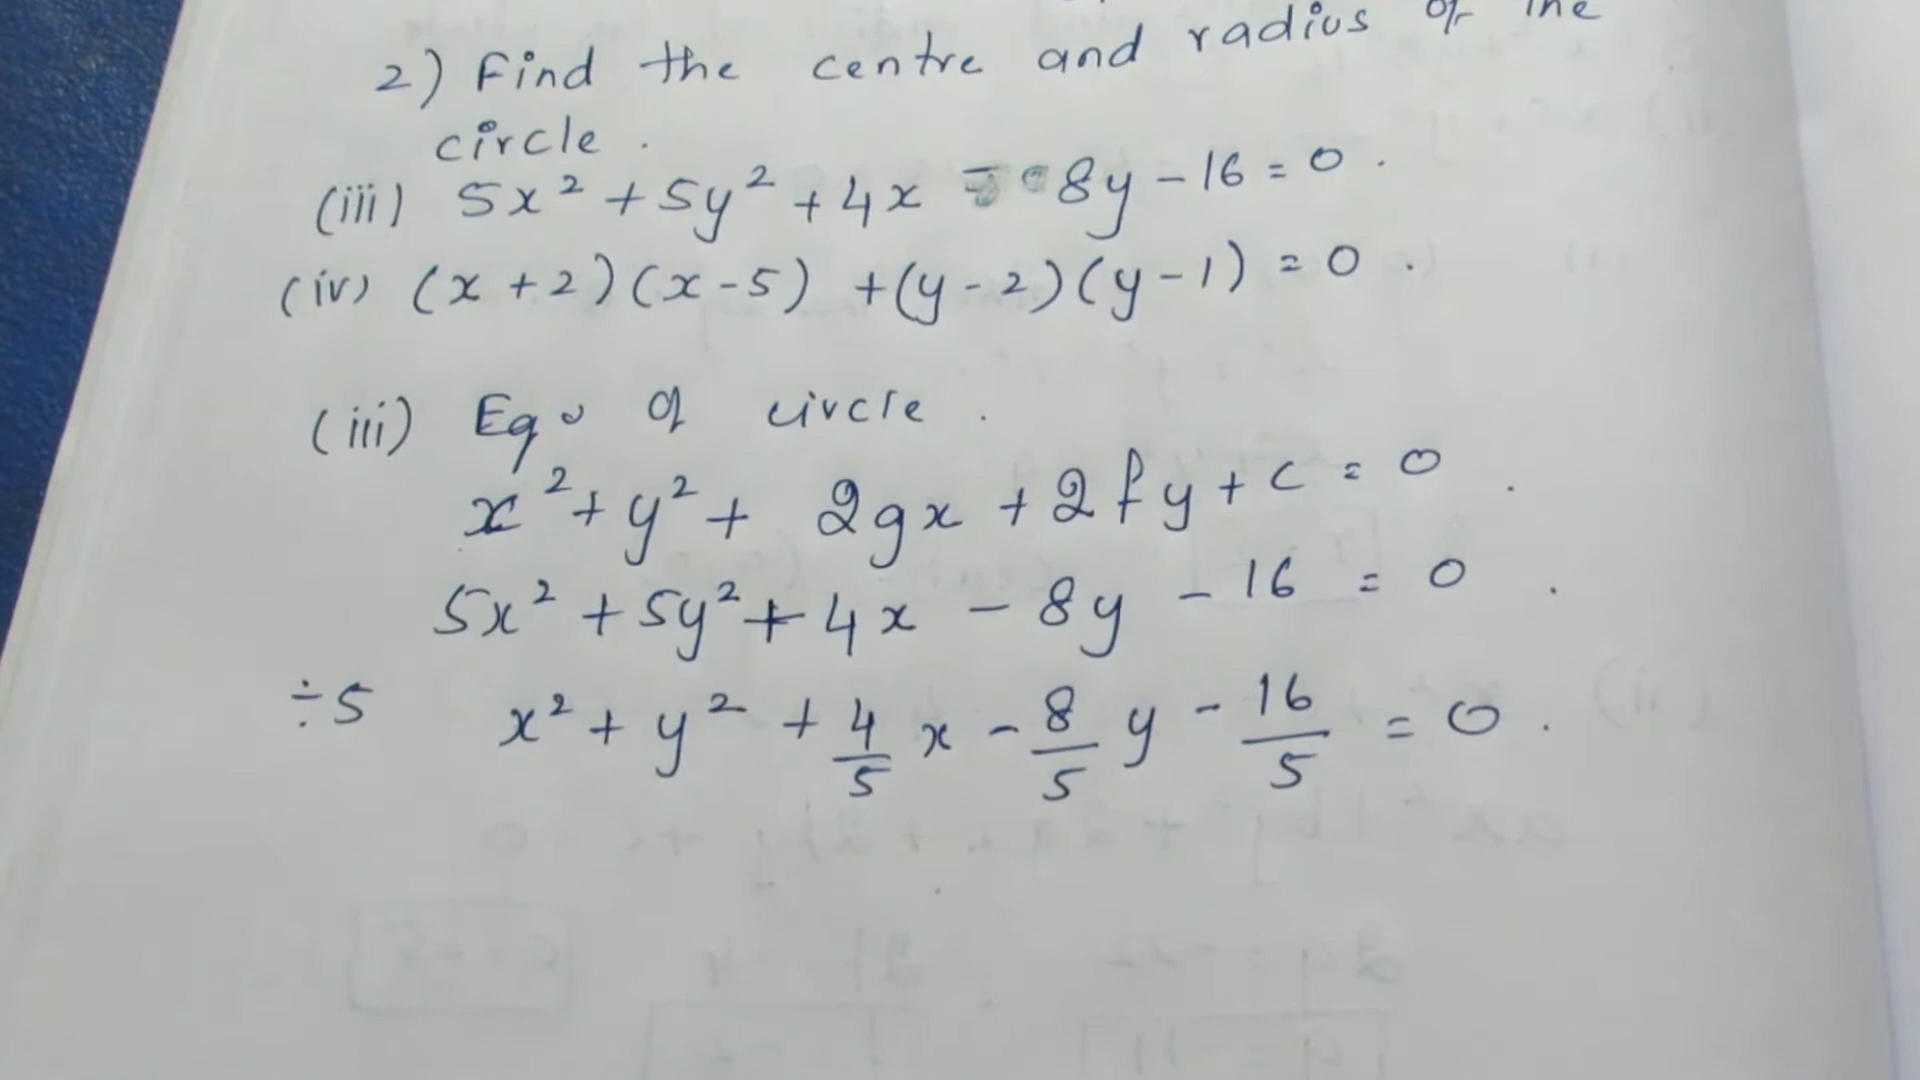 2) Find the centre and radius of the
circle.
(iii) 5x² + 5y² + 4x - 8y - 16 = 0.
(iv) (x + 2)(x - 5) + (y - 2)(y - 1) = 0.
(iii) Equ of circle.
x² + y² + 2gx + 2fy + c = 0.
5x² + 5y² + 4x - 8y - 16 = 0.
÷5 x² + y² + 4/5 x - 8/5 y - 16/5 = 0.